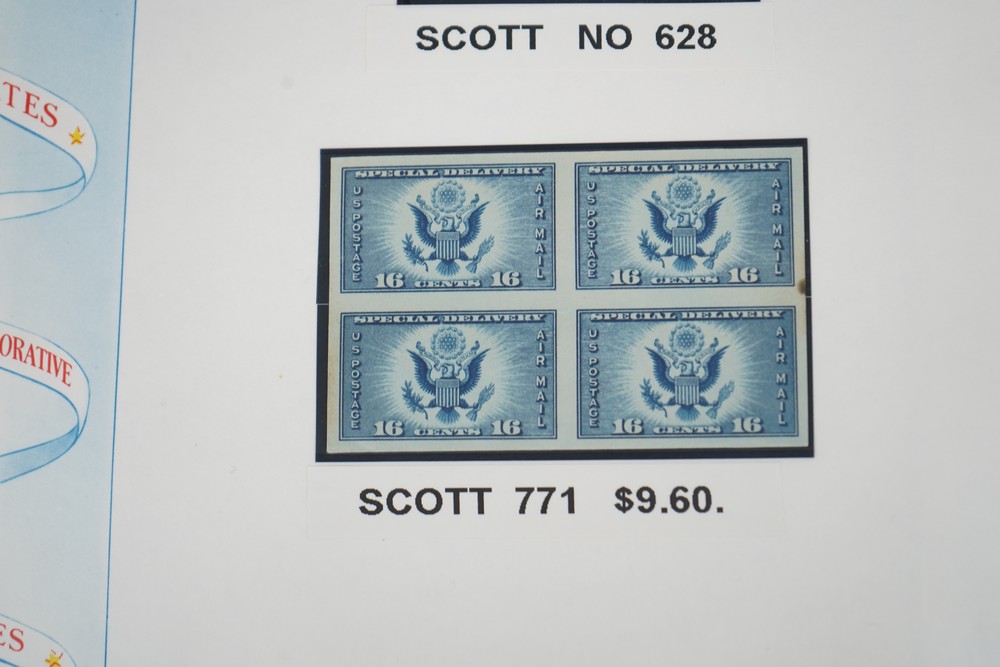 SCOTT NO 628
TES
SPECIAL DELIVERY
US POSTAGE
AIR MAIL
16 CENTS 16
SPECIAL DELIVERY
US POSTAGE
AIR MAIL
16 CENTS 16
SPECIAL DELIVERY
US POSTAGE
AIR MAIL
16 CENTS 16
SPECIAL DELIVERY
US POSTAGE
AIR MAIL
16 CENTS 16
ORATIVE
SCOTT 771 $9.60.
ES